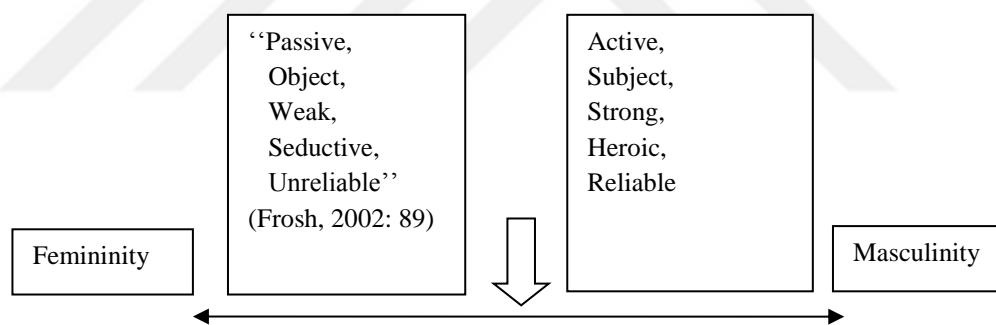 ‘‘Passive,
Object,
Weak,
Seductive,
Unreliable’’
(Frosh, 2002: 89)
Active,
Subject,
Strong,
Heroic,
Reliable
Femininity
Masculinity